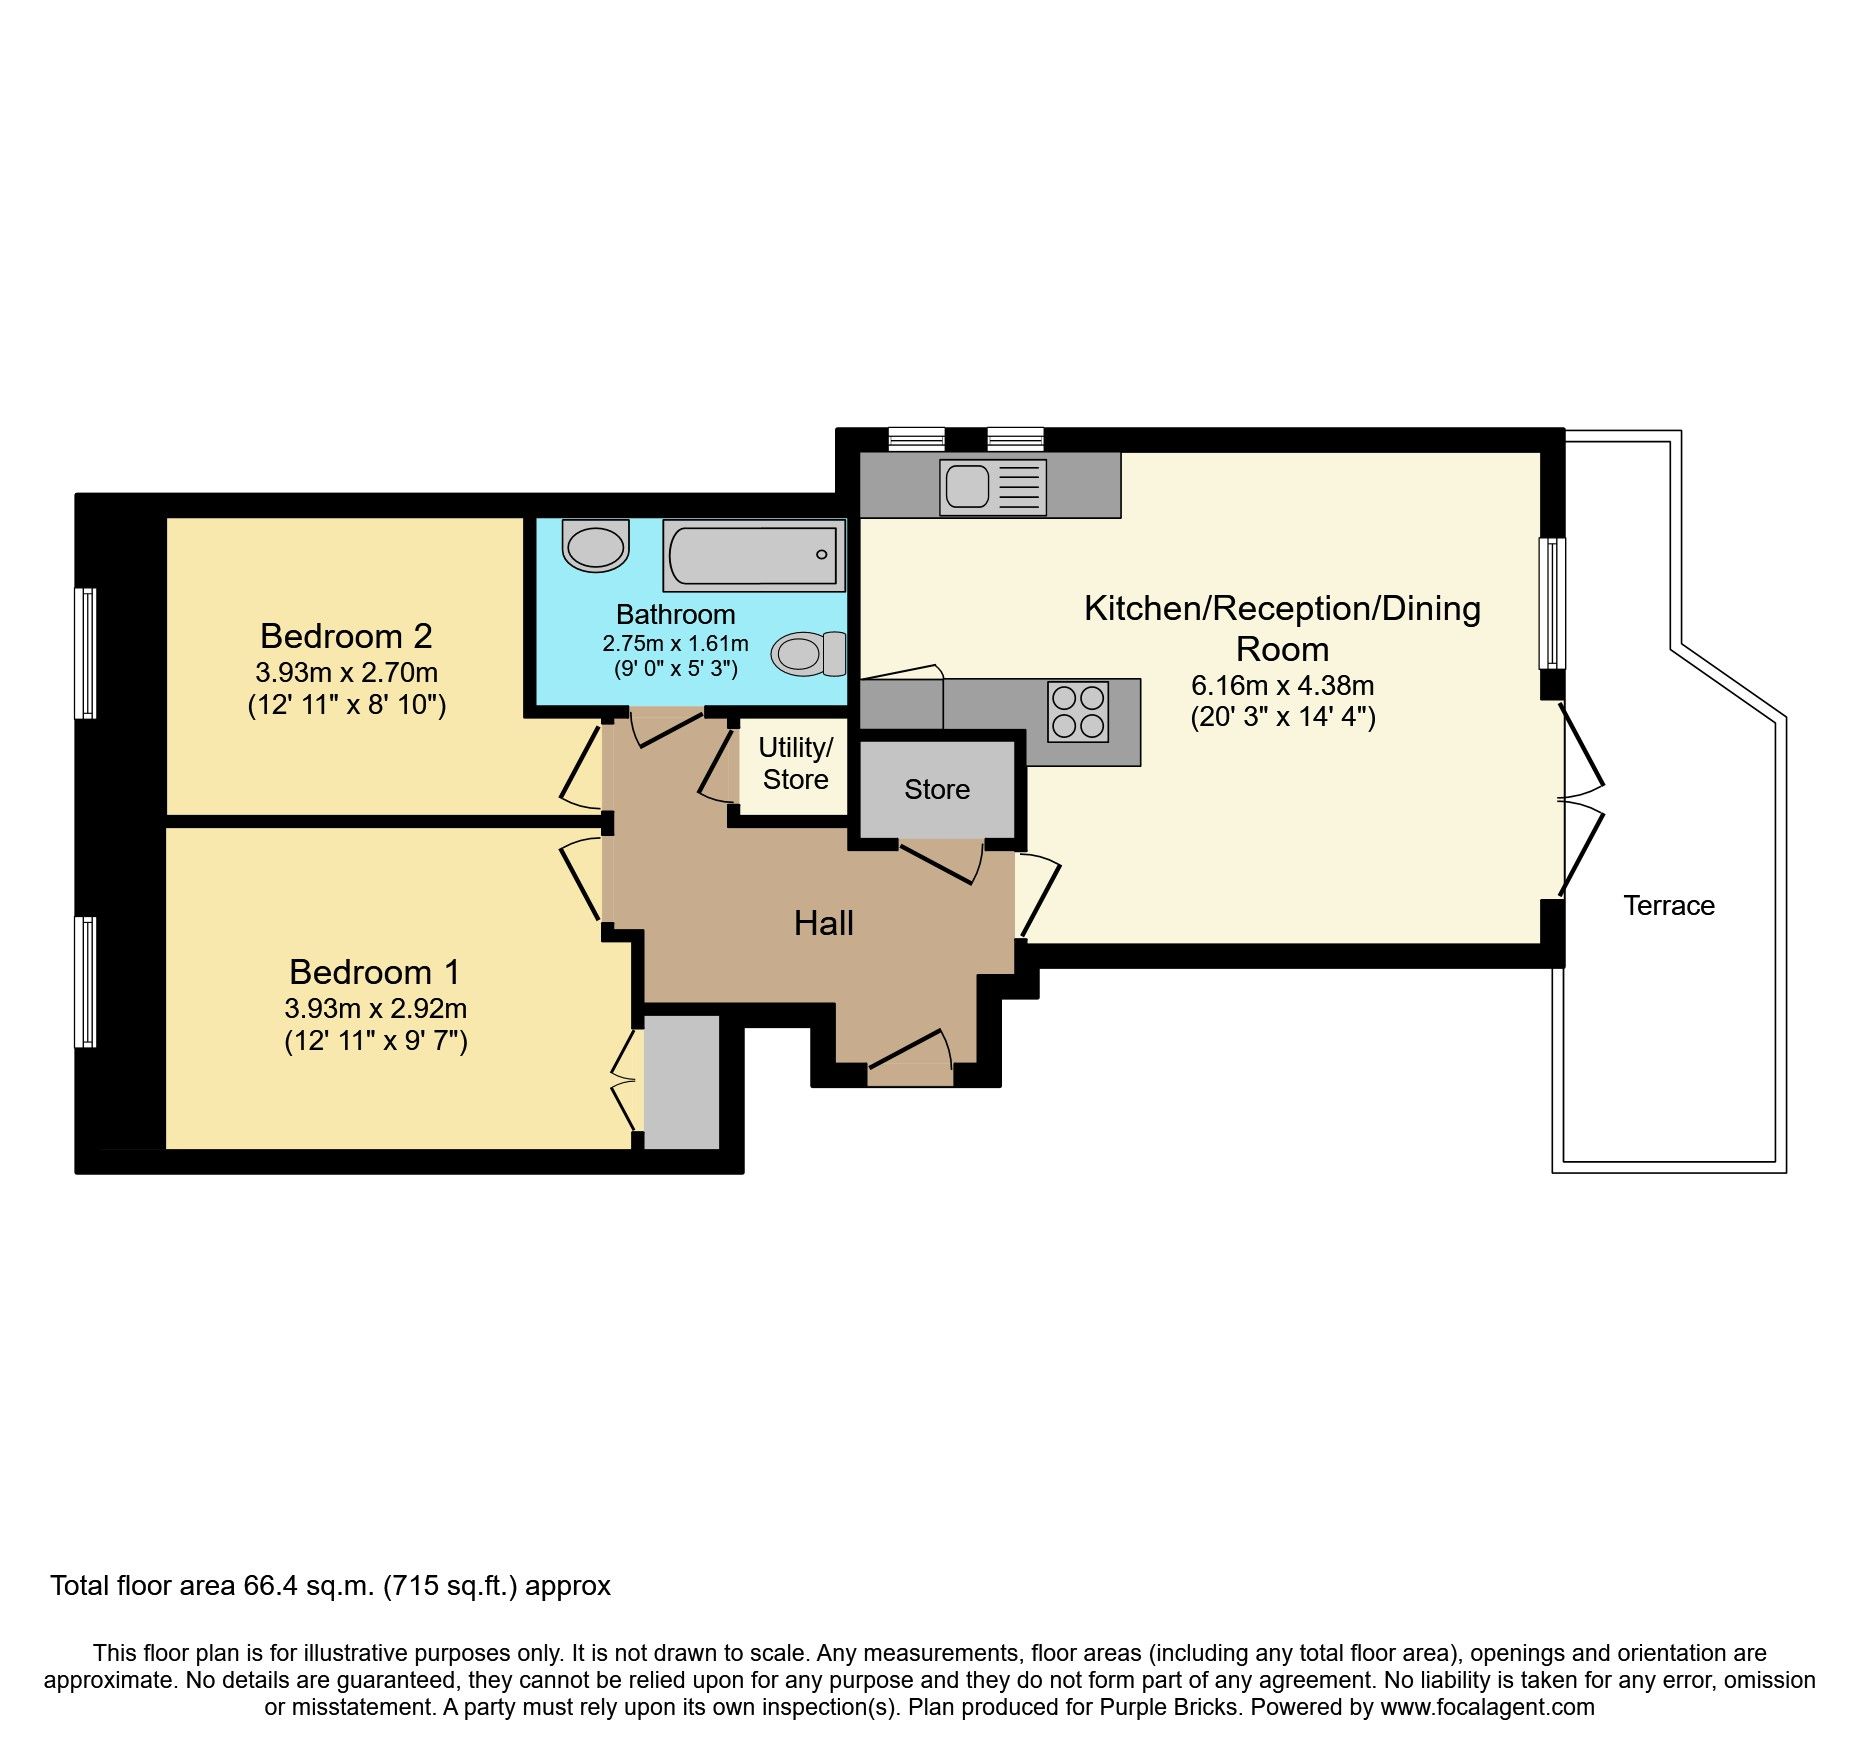 Kitchen/Reception/Dining
Room
6.16m x 4.38m
(20' 3" x 14' 4")
Bedroom 2
3.93m x 2.70m
(12' 11" x 8' 10")
Bathroom
2.75m x 1.61m
(9' 0" x 5' 3")
Utility/
Store
Store
Terrace
Hall
Bedroom 1
3.93m x 2.92m
(12' 11" x 9' 7")
Total floor area 66.4 sq.m. (715 sq.ft.) approx
This floor plan is for illustrative purposes only. It is not drawn to scale. Any measurements, floor areas (including any total floor area), openings and orientation are
approximate. No details are guaranteed, they cannot be relied upon for any purpose and they do not form part of any agreement. No liability is taken for any error, omission
or misstatement. A party must rely upon its own inspection(s). Plan produced for Purple Bricks. Powered by www.focalagent.com